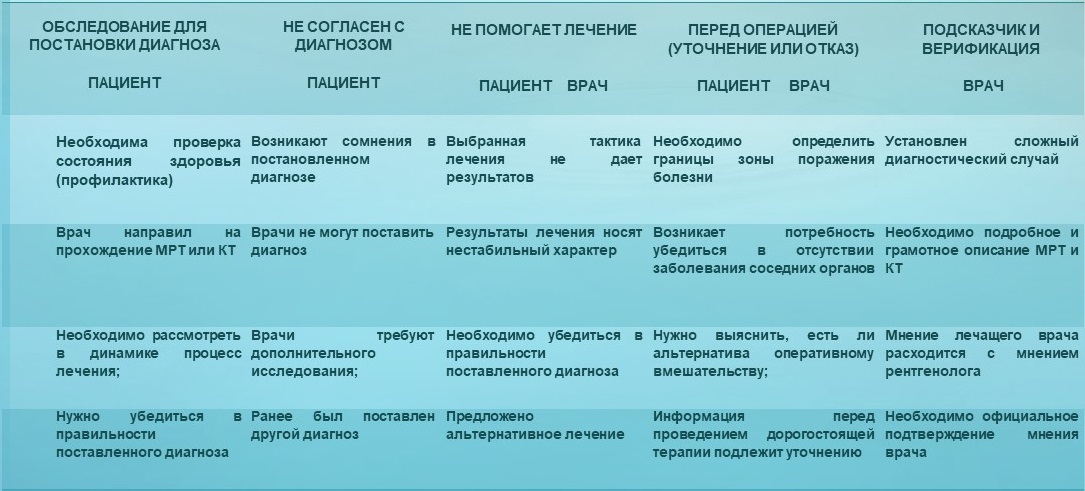 ОБСЛЕДОВАНИЕ ДЛЯ
ПОСТАНОВКИ ДИАГНОЗА
ПАЦИЕНТ
НЕ СОГЛАСЕН С
ДИАГНОЗОМ
ПАЦИЕНТ
НЕ ПОМОГАЕТ ЛЕЧЕНИЕ
ПАЦИЕНТ ВРАЧ
ПЕРЕД ОПЕРАЦИЕЙ
(УТОЧНЕНИЕ ИЛИ ОТКАЗ)
ПАЦИЕНТ ВРАЧ
ПОДСКАЗЧИК И
ВЕРИФИКАЦИЯ
ВРАЧ
Необходима проверка
состояния здоровья
(профилактика)
Возникают сомнения в
постановленном
диагнозе
Выбранная тактика
лечения не дает
результатов
Необходимо определить
границы зоны поражения
болезни
Установлен сложный
диагностический случай
Врач направил на
прохождение МРТ или КТ
Врачи не могут поставить
диагноз
Результаты лечения носят
нестабильный характер
Возникает потребность
убедиться в отсутствии
заболевания соседних органов
Необходимо подробное и
грамотное описание МРТ и
КТ
Необходимо рассмотреть
в динамике процесс
лечения;
Врачи требуют
дополнительного
исследования;
Необходимо убедиться в
правильности
поставленного диагноза
Нужно выяснить, есть ли
альтернатива оперативному
вмешательству;
Мнение лечащего врача
расходится с мнением
рентгенолога
Нужно убедиться в
правильности
поставленного диагноза
Ранее был поставлен
другой диагноз
Предложено
альтернативное лечение
Информация перед
проведением дорогостоящей
терапии подлежит уточнению
Необходимо официальное
подтверждение мнения
врача